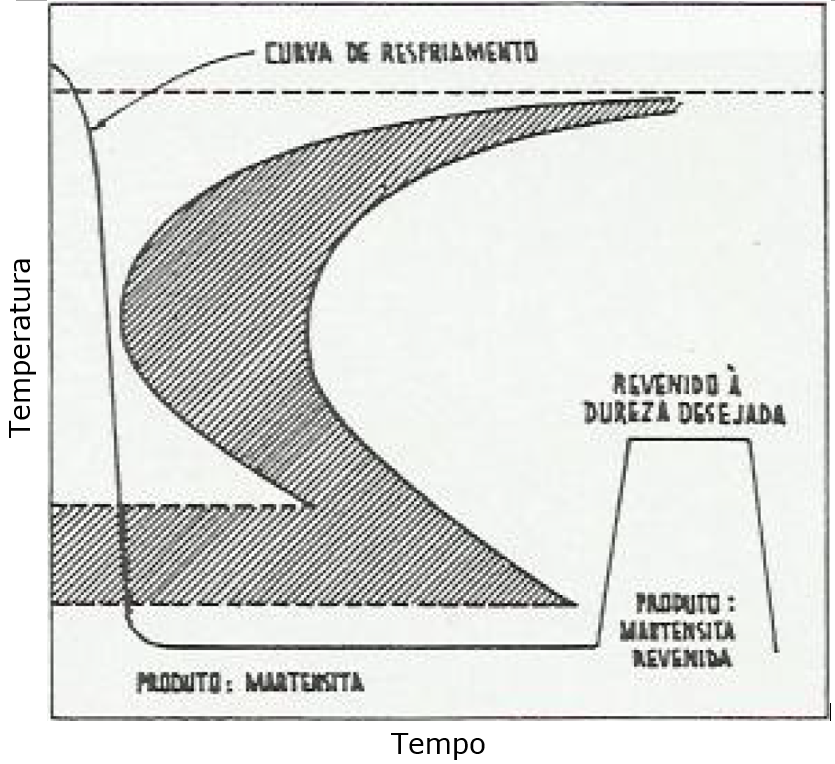 CURVA DE RESFRIAMENTO
Temperatura
REVENIDO À
DUREZA DESEJADA
PRODUTO:
MARTENSITA
REVENIDA
PRODUTO: MARTENSITA
Tempo